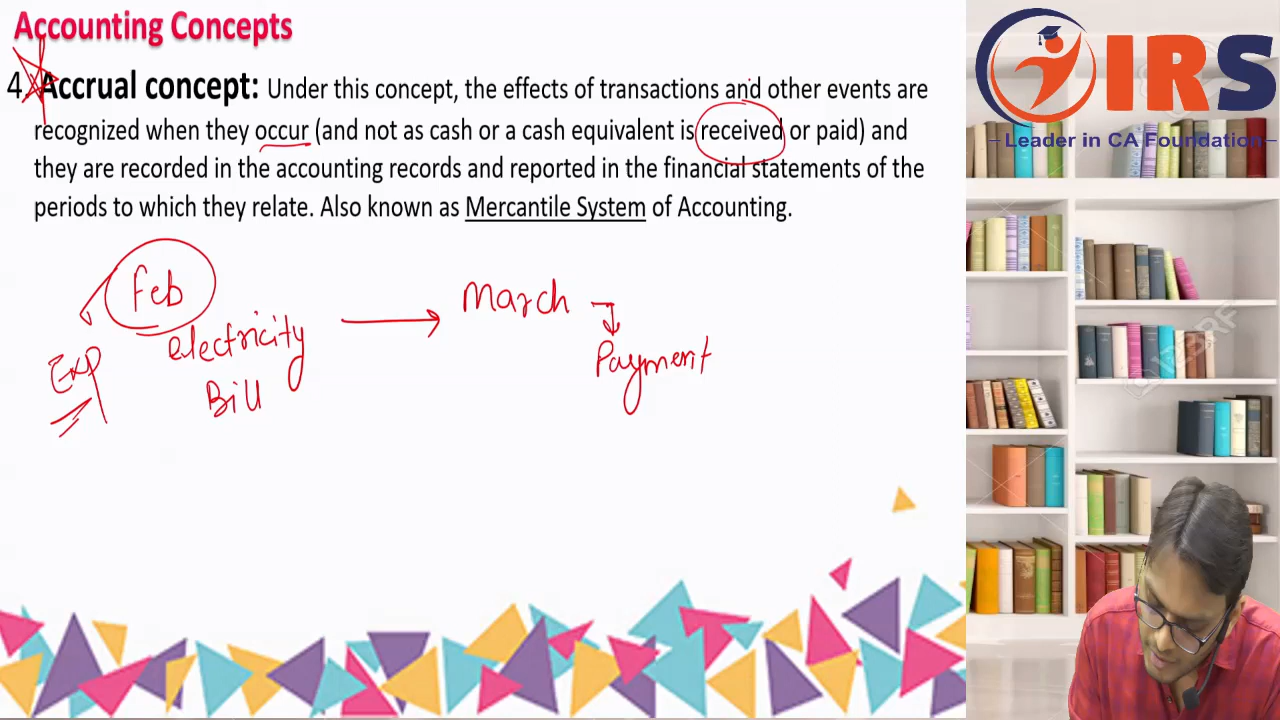 Accounting Concepts
4. Accrual concept: Under this concept, the effects of transactions and other events are
recognized when they occur (and not as cash or a cash equivalent is received or paid) and
they are recorded in the accounting records and reported in the financial statements of the
periods to which they relate. Also known as Mercantile System of Accounting.
IRS
Leader in CA Foundation
Feb
March
electricity
Bill
Exp
Payment